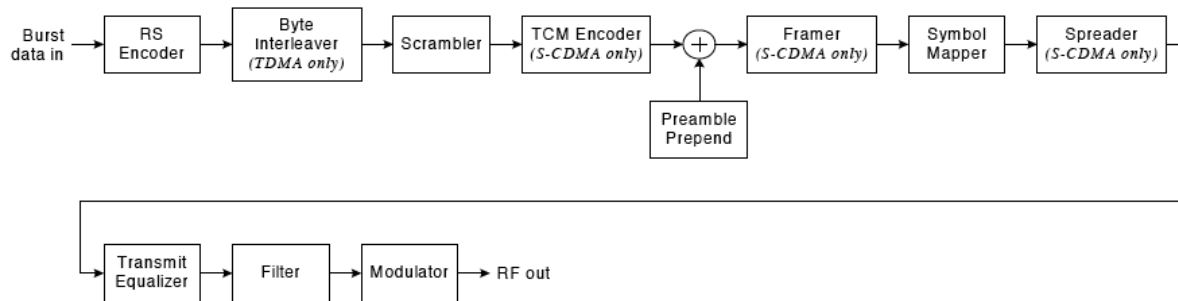 Burst
data in
RS
Encoder
Byte
Interleaver
(TDMA only)
Scrambler
TCM Encoder
(S-CDMA only)
+
Framer
(S-CDMA only)
Symbol
Mapper
Spreader
(S-CDMA only)
Preamble
Prepend
Transmit
Equalizer
Filter
Modulator
RF out